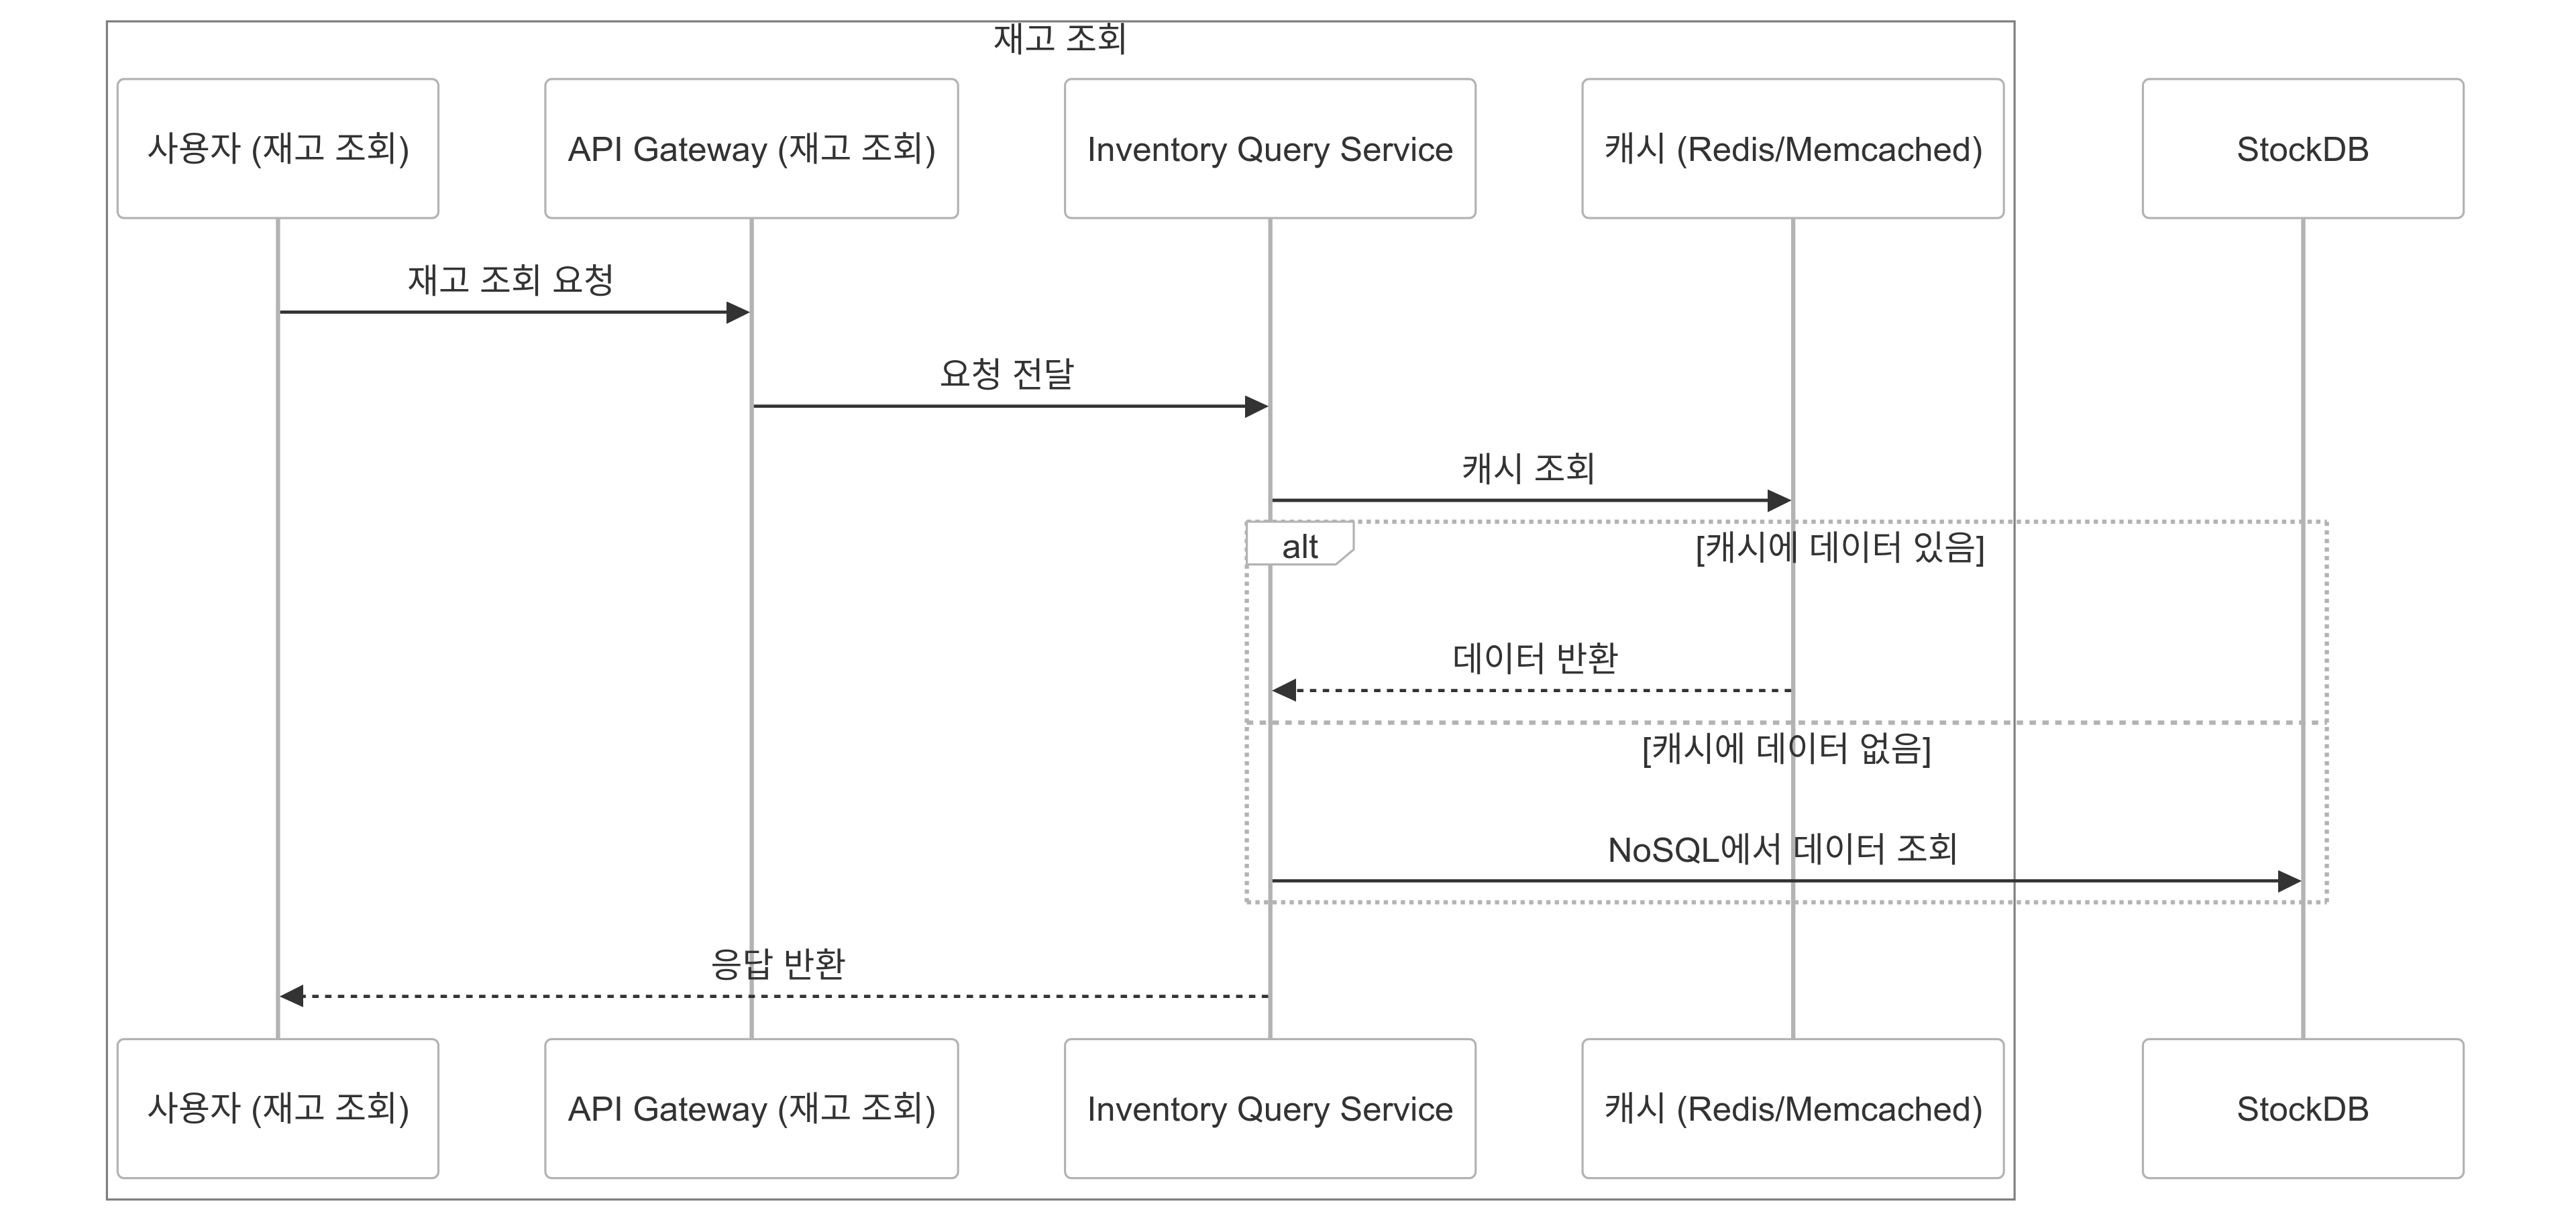 재고 조회
사용자 (재고 조회)
API Gateway (재고 조회)
Inventory Query Service
캐시 (Redis/Memcached)
StockDB
재고 조회 요청
요청 전달
캐시 조회
alt
[캐시에 데이터 있음]
데이터 반환
[캐시에 데이터 없음]
NoSQL에서 데이터 조회
응답 반환
사용자 (재고 조회)
API Gateway (재고 조회)
Inventory Query Service
캐시 (Redis/Memcached)
StockDB